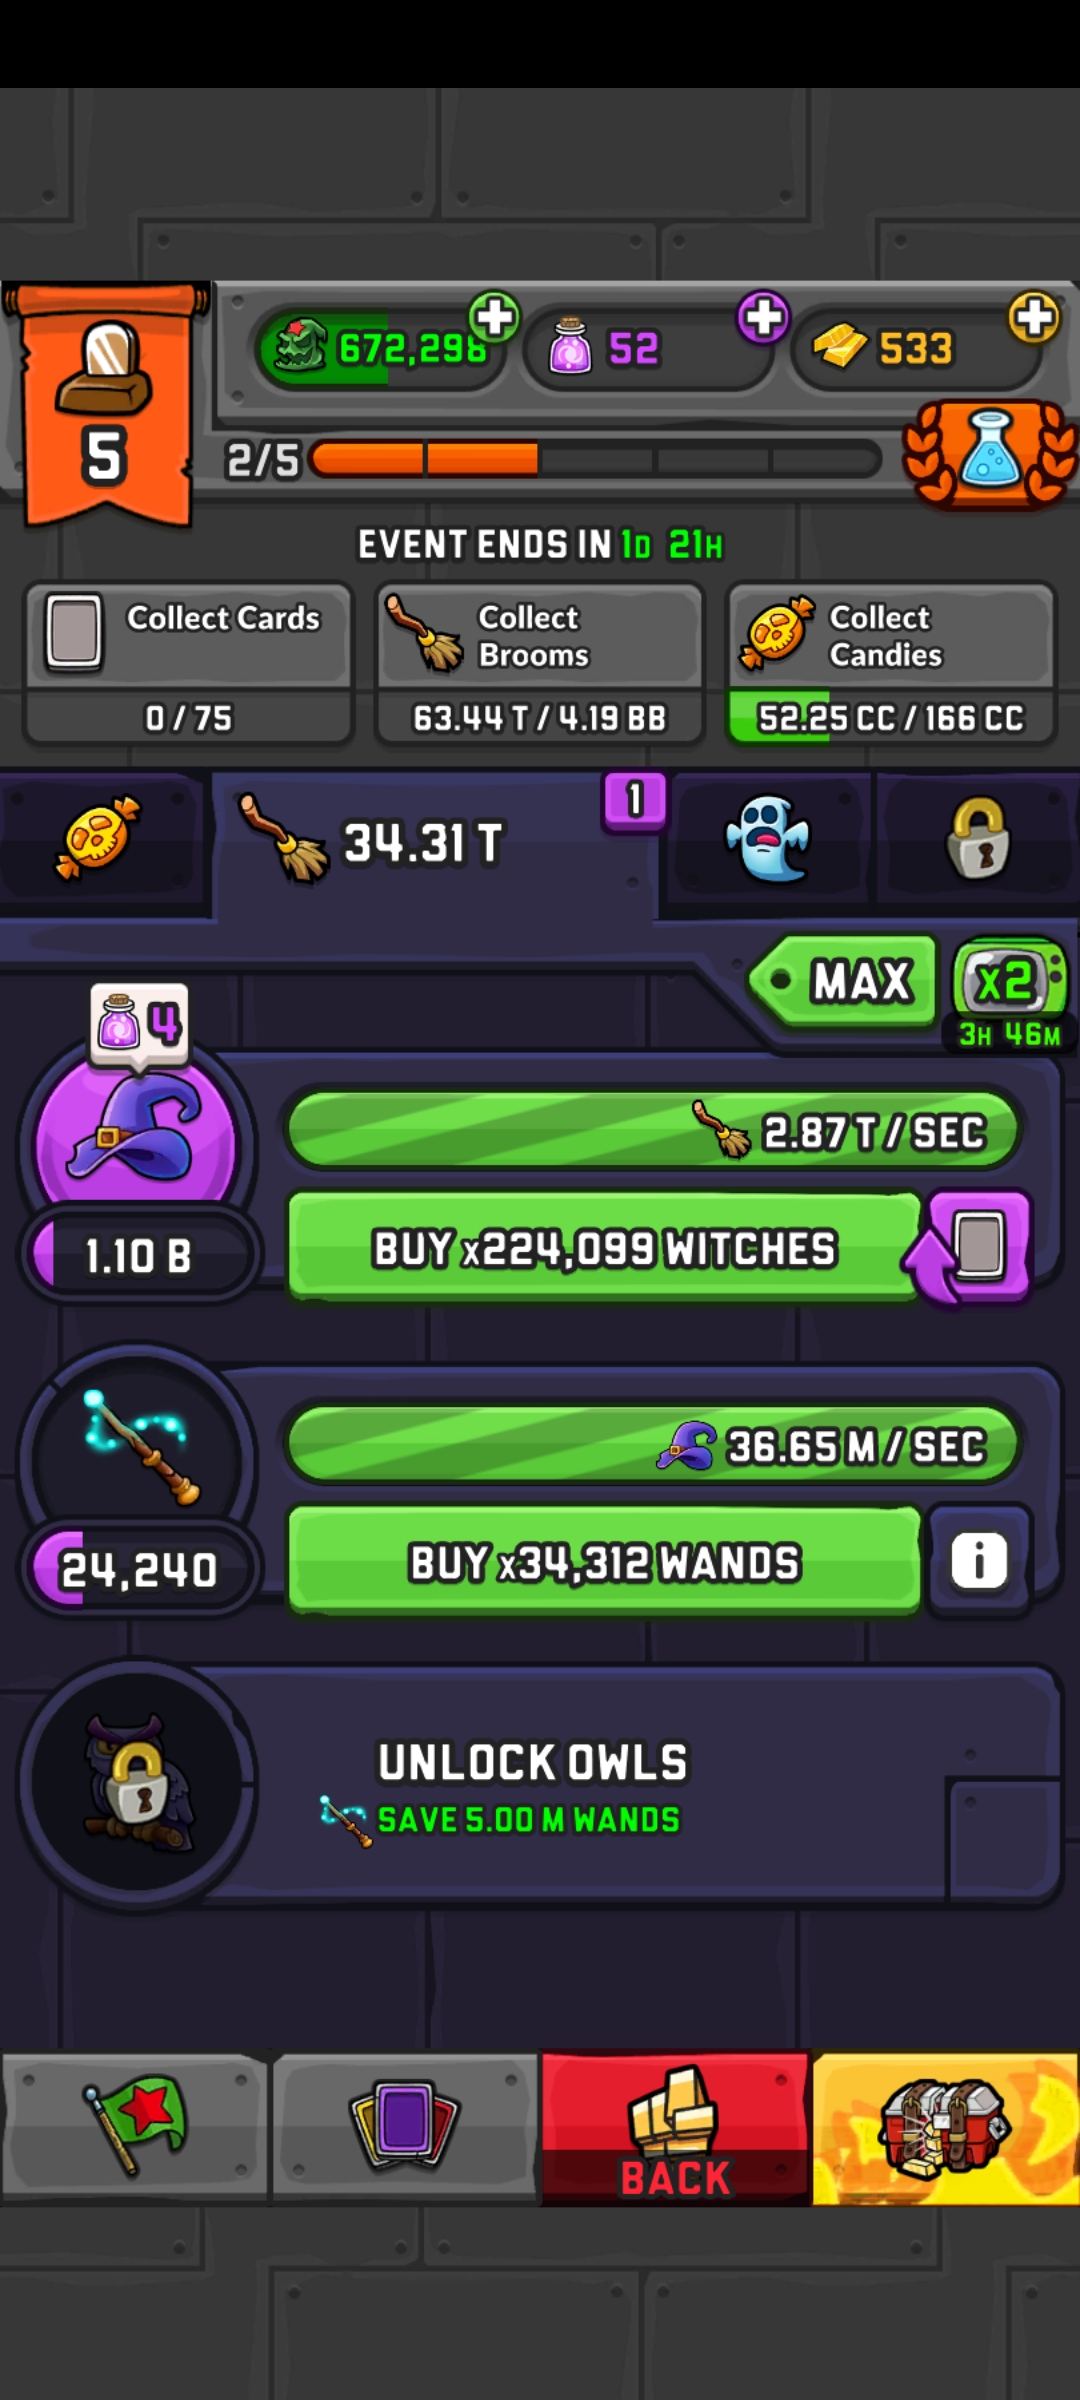 672,298
52
533
5
2/5
EVENT ENDS IN 1D 21H
Collect Cards
0 / 75
Collect
Brooms
63.44 T / 4.19 BB
Collect
Candies
52.25 CC / 166 CC
34.31 T
1
MAX
x2
3H 46M
4
2.87 T / SEC
1.10 B
BUY x224,099 WITCHES
36.65 M / SEC
24,240
BUY x34,312 WANDS
i
UNLOCK OWLS
SAVE 5.00 M WANDS
BACK